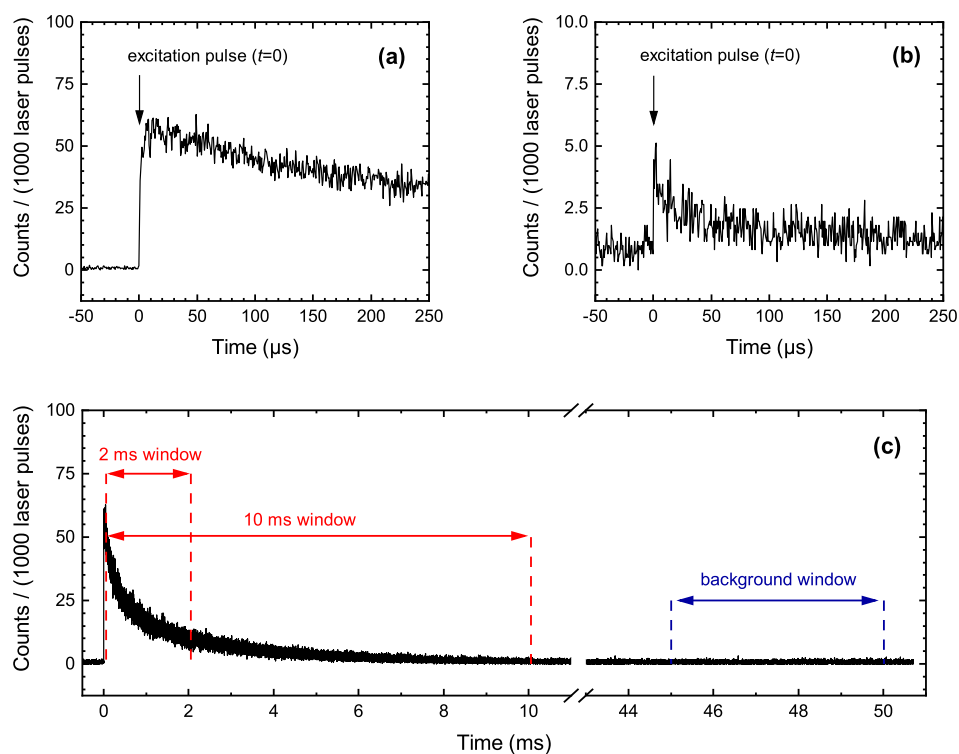 Counts / (1000 laser pulses)
100
75
50
25
0
excitation pulse (t=0)
(a)
-50 0 50 100 150 200 250
Time (µs)
Counts / (1000 laser pulses)
10.0
7.5
5.0
2.5
0.0
excitation pulse (t=0)
(b)
-50 0 50 100 150 200 250
Time (µs)
Counts / (1000 laser pulses)
100
75
50
25
0
2 ms window
(c)
10 ms window
background window
0 2 4 6 8 10 44 46 48 50
Time (ms)